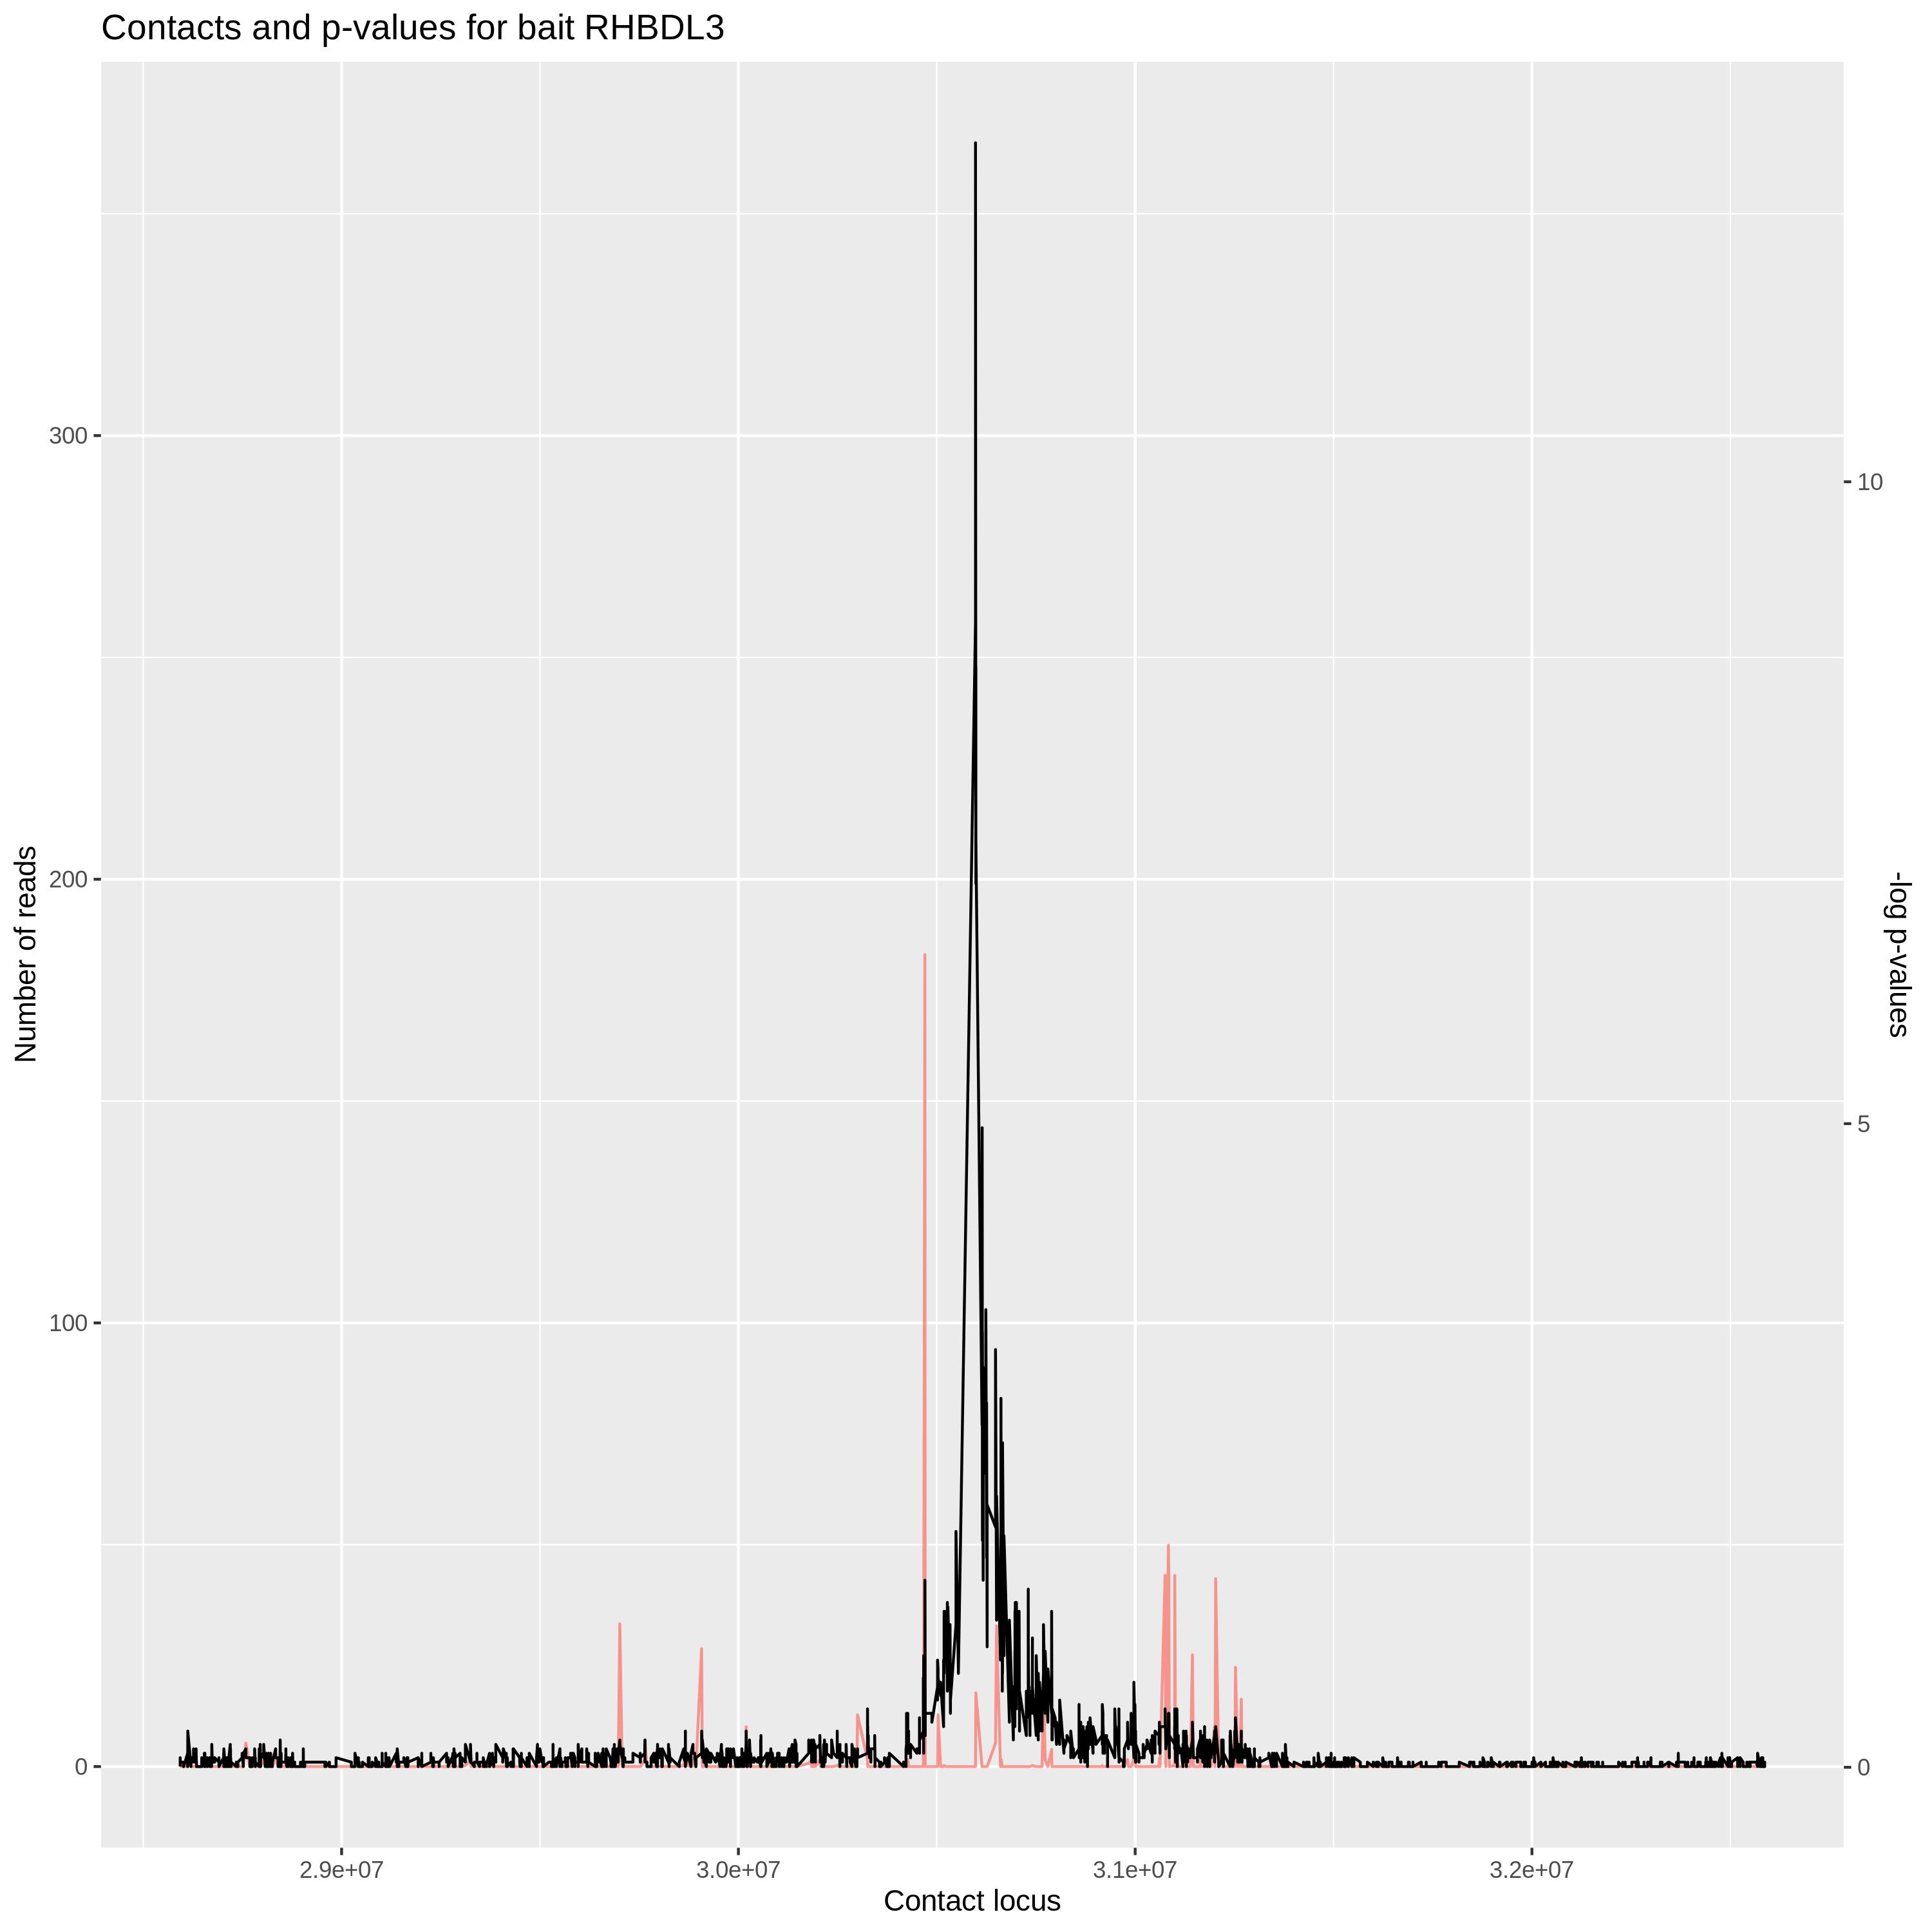 Contacts and p-values for bait RHBDL3
300
200
100
0
Number of reads
10
5
0
-log p-values
2.9e+07
3.0e+07
3.1e+07
3.2e+07
Contact locus